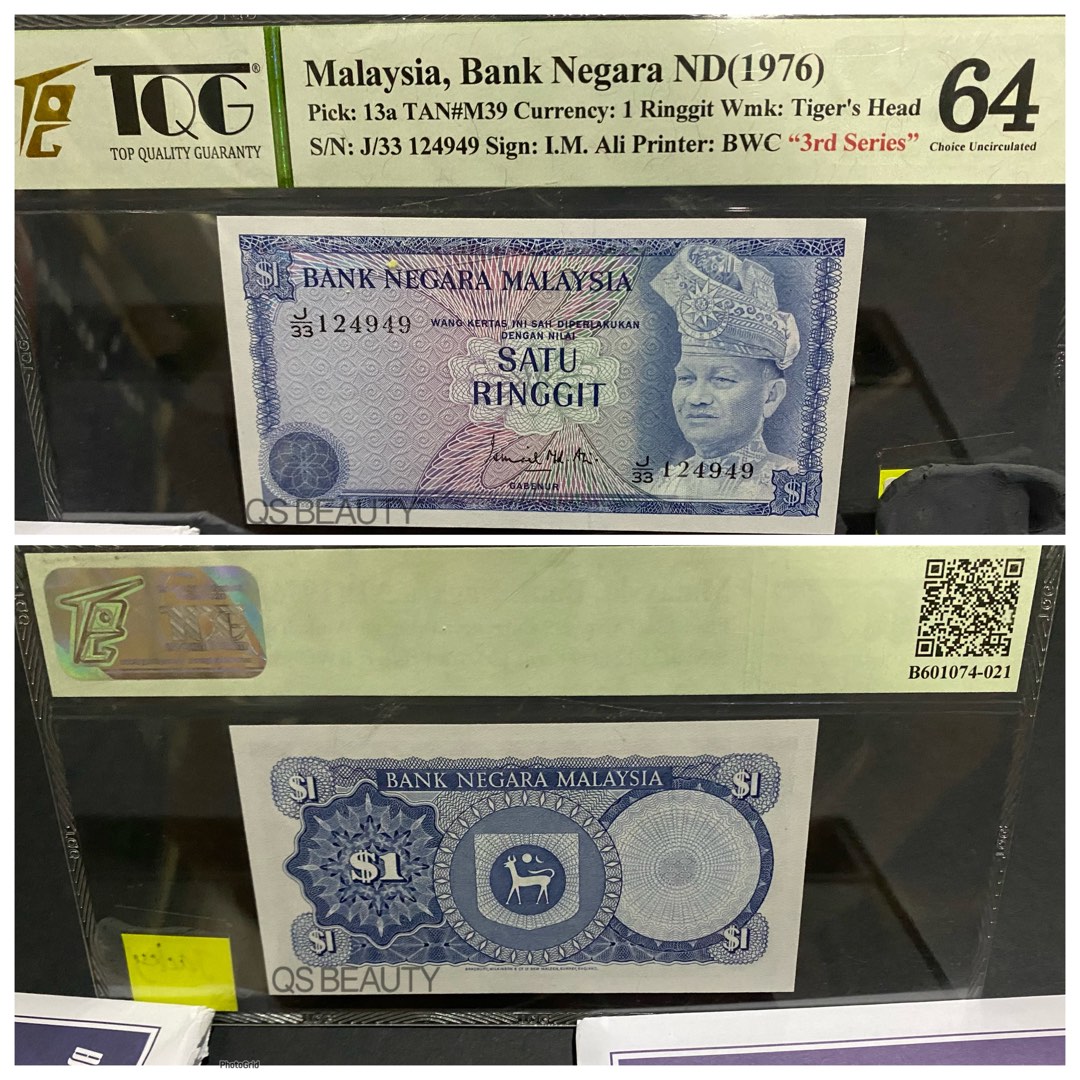 TQG®
TOP QUALITY GUARANTY
Malaysia, Bank Negara ND(1976)
Pick: 13a TAN#M39 Currency: 1 Ringgit Wmk: Tiger's Head
S/N: J/33 124949 Sign: I.M. Ali Printer: BWC “3rd Series”
64
Choice Uncirculated
$1
BANK NEGARA MALAYSIA
J/33 124949
WANG KERTAS INI SAH DIPERLAKUKAN
DENGAN NILAI
SATU
RINGGIT
GABENUR
J/33 124949
$1
QS BEAUTY
B601074-021
$1
BANK NEGARA MALAYSIA
$1
$1
$1
$1
QS BEAUTY
PhotoGrid